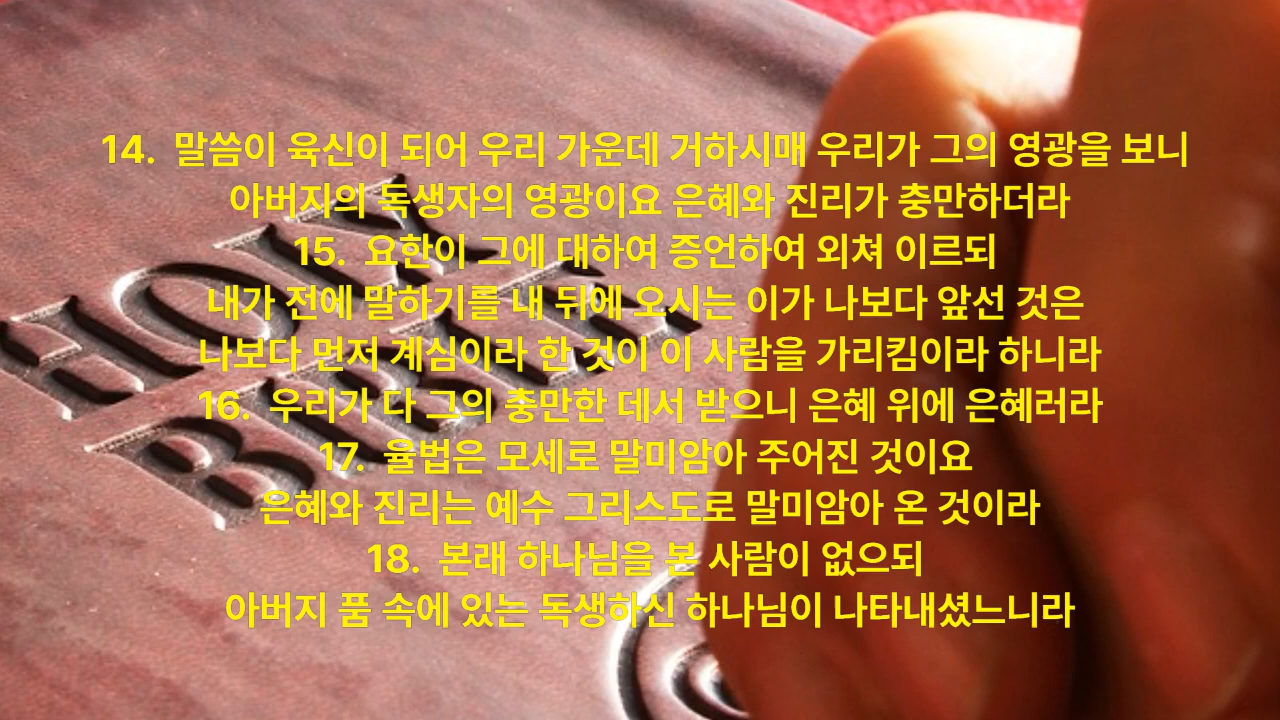 14. 말씀이 육신이 되어 우리 가운데 거하시매 우리가 그의 영광을 보니
아버지의 독생자의 영광이요 은혜와 진리가 충만하더라
15. 요한이 그에 대하여 증언하여 외쳐 이르되
내가 전에 말하기를 내 뒤에 오시는 이가 나보다 앞선 것은
나보다 먼저 계심이라 한 것이 이 사람을 가리킴이라 하니라
16. 우리가 다 그의 충만한 데서 받으니 은혜 위에 은혜러라
17. 율법은 모세로 말미암아 주어진 것이요
은혜와 진리는 예수 그리스도로 말미암아 온 것이라
18. 본래 하나님을 본 사람이 없으되
아버지 품 속에 있는 독생하신 하나님이 나타내셨느니라
HOLY
BIBLE